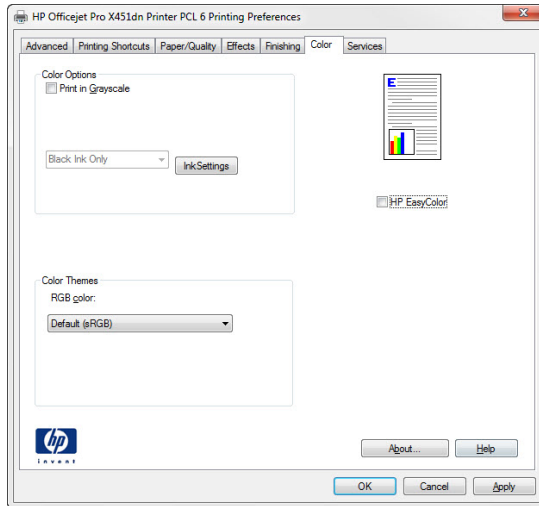 HP Officejet Pro X451dn Printer PCL 6 Printing Preferences
Advanced Printing Shortcuts Paper/Quality Effects Finishing Color Services
Color Options
Print in Grayscale
E
Black Ink Only
InkSettings
HP EasyColor
Color Themes
RGB color:
Default (sRGB)
hp
invent
About... Help
OK Cancel Apply